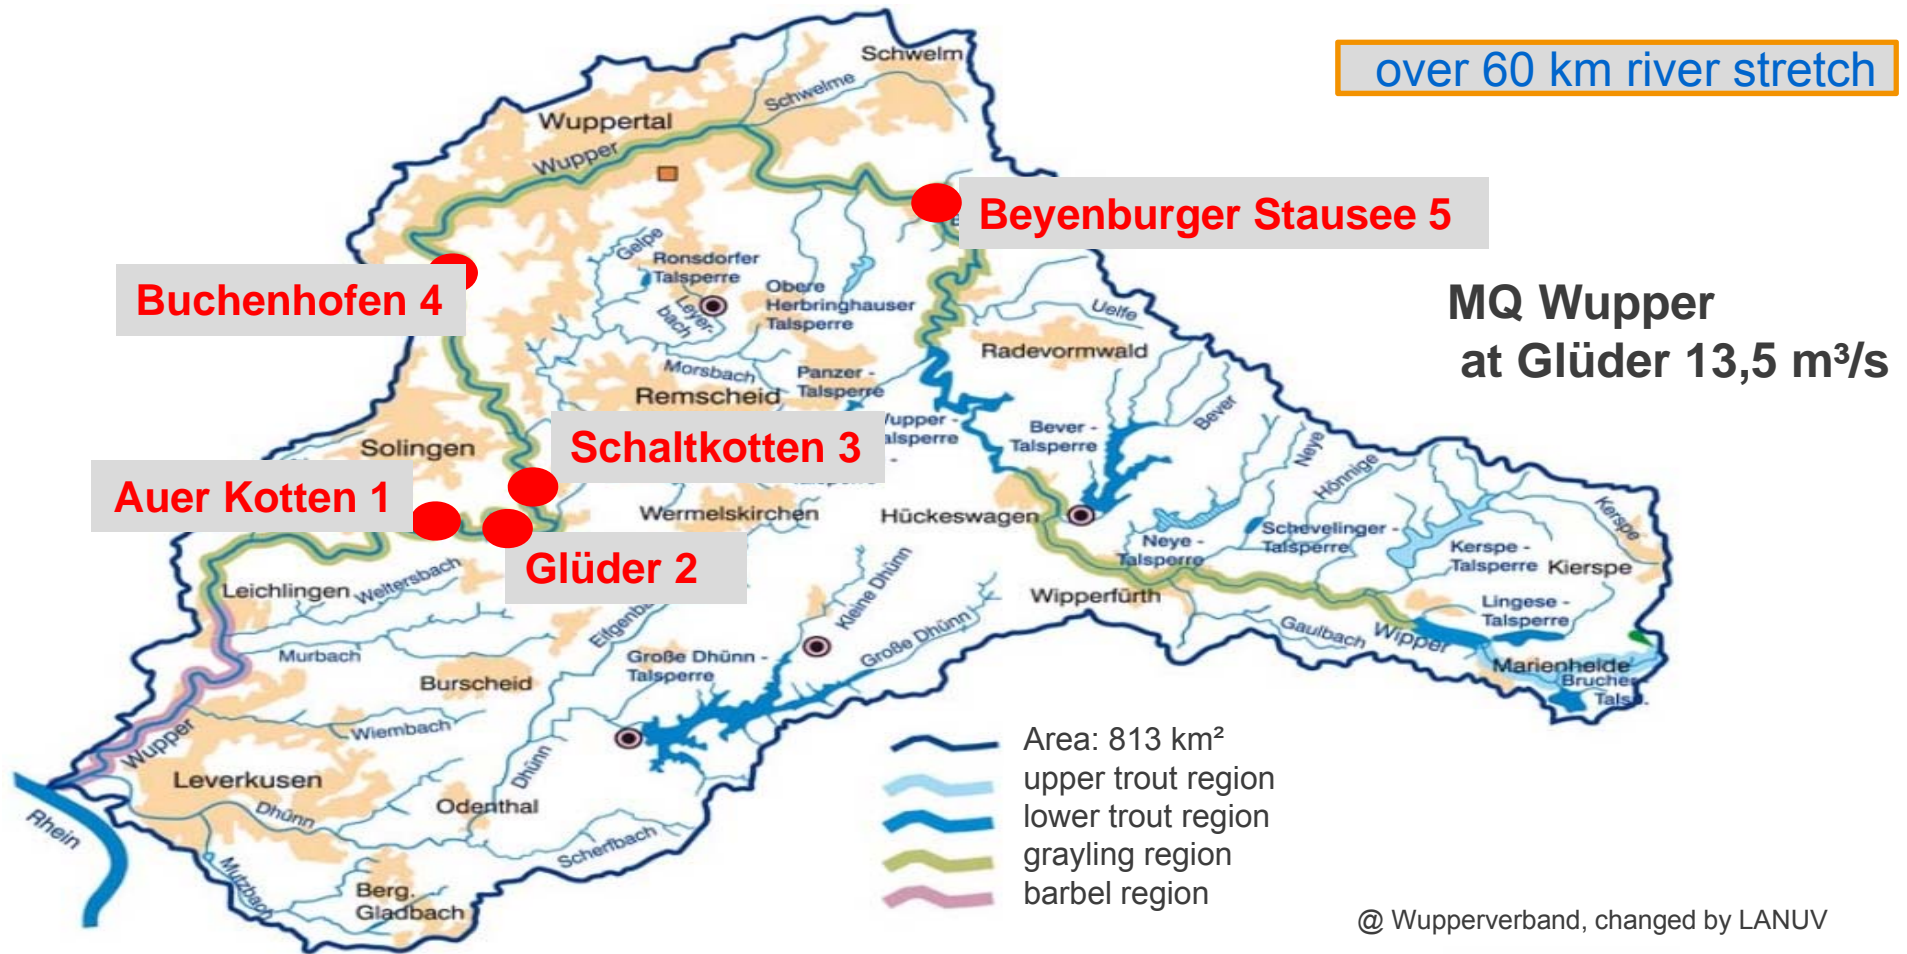 over 60 km river stretch
Schwelm
Schwelme
Wuppertal
Wupper
Beyenburger Stausee 5
Gelpe
Ronsdorfer
Talsperre
Buchenhofen 4
Obere
Herbringhauser
Talsperre
Leyer-
bach
MQ Wupper
at Glüder 13,5 m³/s
Uelfe
Radevormwald
Morsbach
Panzer -
Talsperre
Remscheid
Bever
Bever -
Talsperre
Solingen
Schaltkotten 3
Neye
Hönnige
Auer Kotten 1
Wermelskirchen
Hückeswagen
Kerspe
Schevelinger -
Talsperre
Neye -
Talsperre
Kerspe -
Talsperre
Kierspe
Glüder 2
Leichlingen
Weltersbach
Kleine Dhünn
Wipperfürth
Lingese -
Talsperre
Gaulbach
Wipper
Große Dhünn
Murbach
Große Dhünn -
Talsperre
Marienheide
Brucher
Burscheid
Wupper
Wiembach
Leverkusen
Dhünn
Odenthal
Dhünn
Rhein
Scherfbach
Mutzbach
Berg.
Gladbach
Area: 813 km²
upper trout region
lower trout region
grayling region
barbel region
@ Wupperverband, changed by LANUV